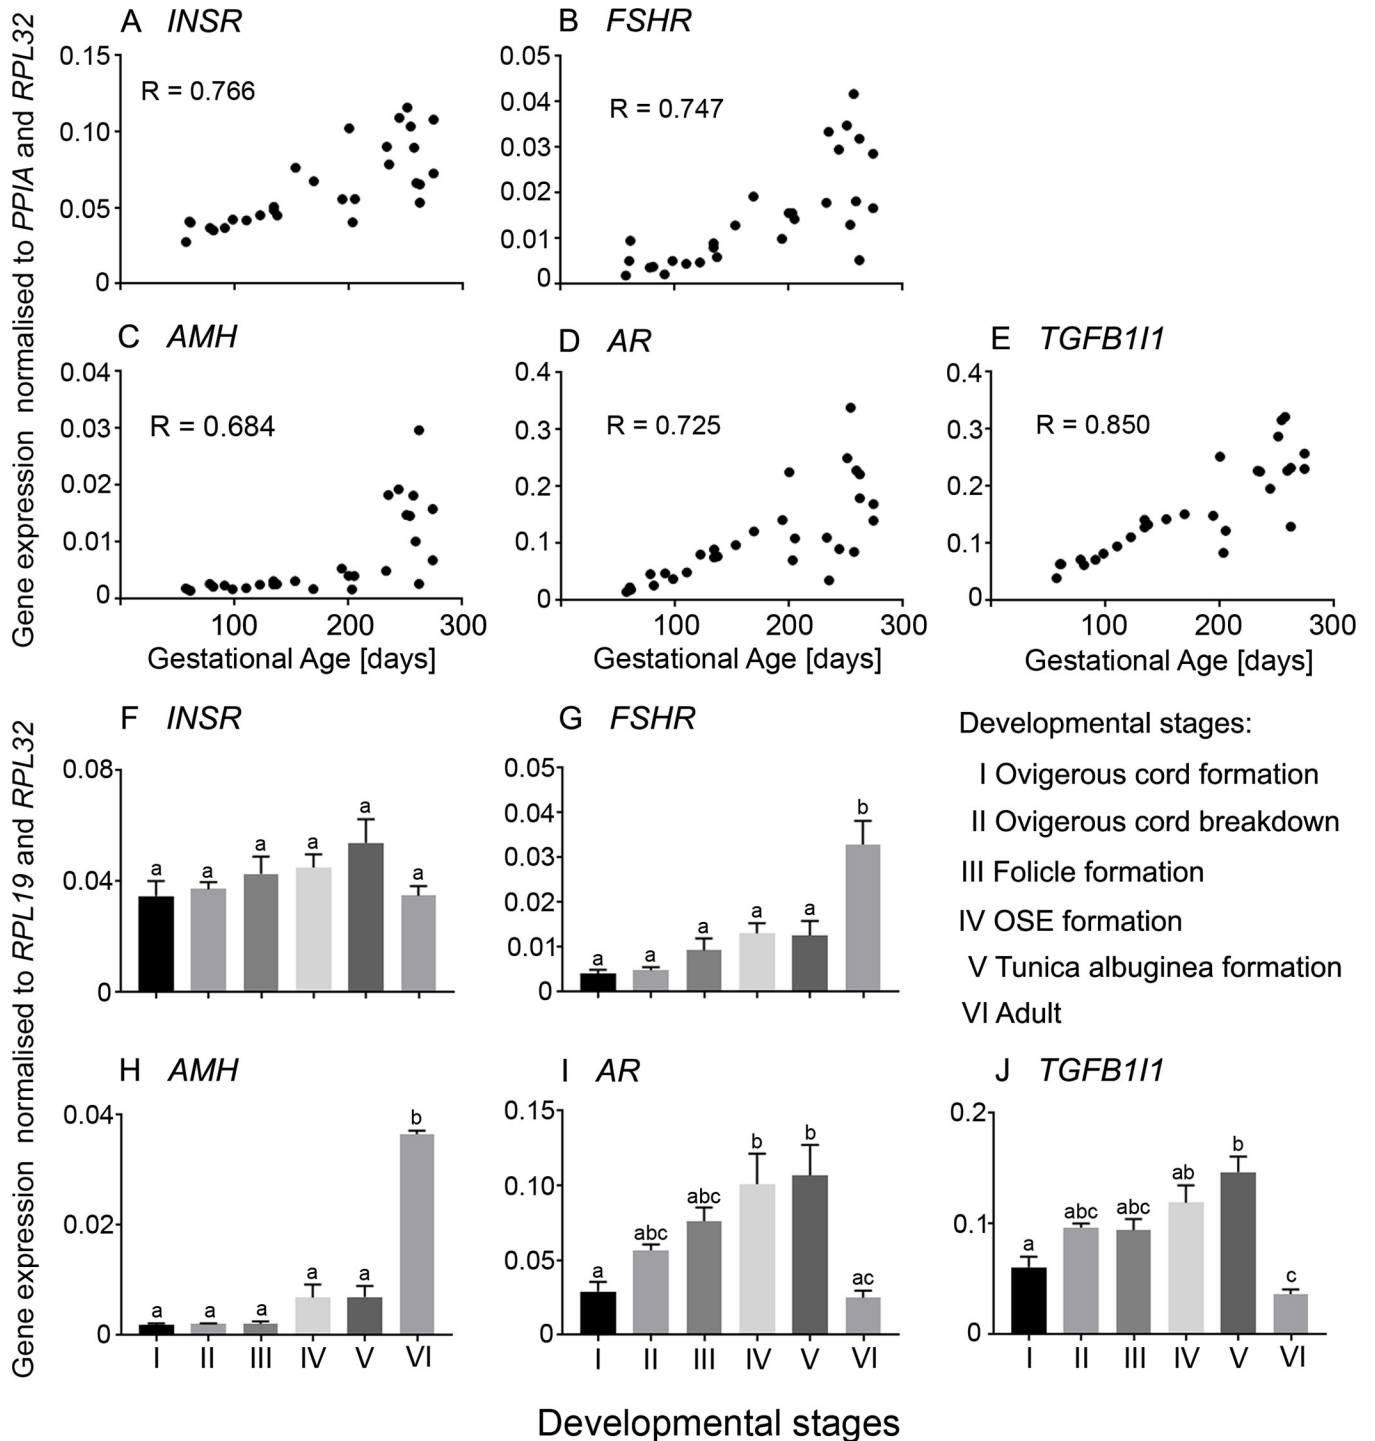 Gene expression normalised to PPIA and RPL32
A INSR
0.15
0.10
0.05
0
R = 0.766
B FSHR
0.05
0.04
0.03
0.02
0.01
0
R = 0.747
C AMH
0.04
0.03
0.02
0.01
0
R = 0.684
100 200 300
Gestational Age [days]
D AR
0.4
0.3
0.2
0.1
0
R = 0.725
100 200 300
Gestational Age [days]
E TGFB1I1
0.4
0.3
0.2
0.1
0
R = 0.850
100 200 300
Gestational Age [days]
Gene expression normalised to RPL19 and RPL32
F INSR
0.08
0.04
0
a a a a a a
G FSHR
0.05
0.04
0.03
0.02
0.01
0
a a a a a b
Developmental stages:
I Ovigerous cord formation
II Ovigerous cord breakdown
III Folicle formation
IV OSE formation
V Tunica albuginea formation
VI Adult
H AMH
0.04
0.02
0
a a a a a b
I II III IV V VI
I AR
0.15
0.10
0.05
0
a abc abc b b ac
I II III IV V VI
J TGFB1I1
0.2
0.1
0
a abc abc ab b c
I II III IV V VI
Developmental stages